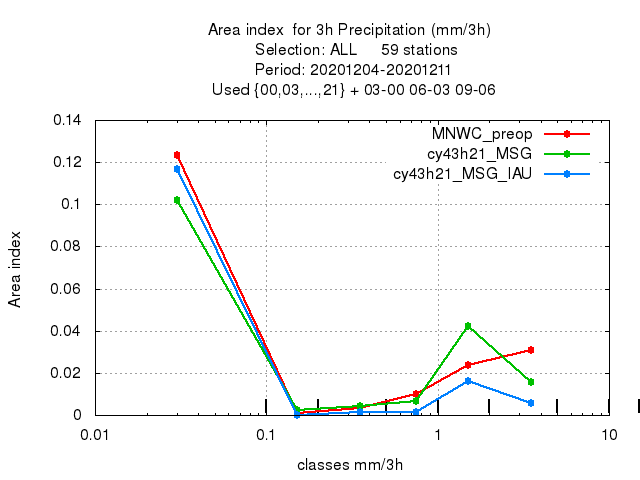 Area index  for 3h Precipitation (mm/3h)
Selection: ALL     59 stations
Period: 20201204-20201211
Used {00,03,...,21} + 03-00 06-03 09-06
MNWC_preop
cy43h21_MSG
cy43h21_MSG_IAU
Area index
0.14
0.12
0.1
0.08
0.06
0.04
0.02
0
0.01 0.1 1 10
classes mm/3h